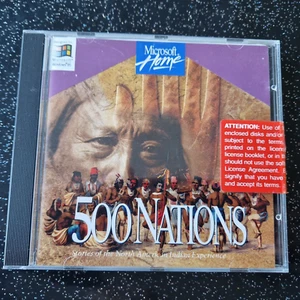 Microsoft
Home
ATTENTION: Use of
enclosed disks and/or
subject to the terms
printed on the licens
license booklet, or in
should not use the soft
License Agreement.
signify that you have
and accept its terms.
500 NATIONS
Stories of the North American Indian Experience